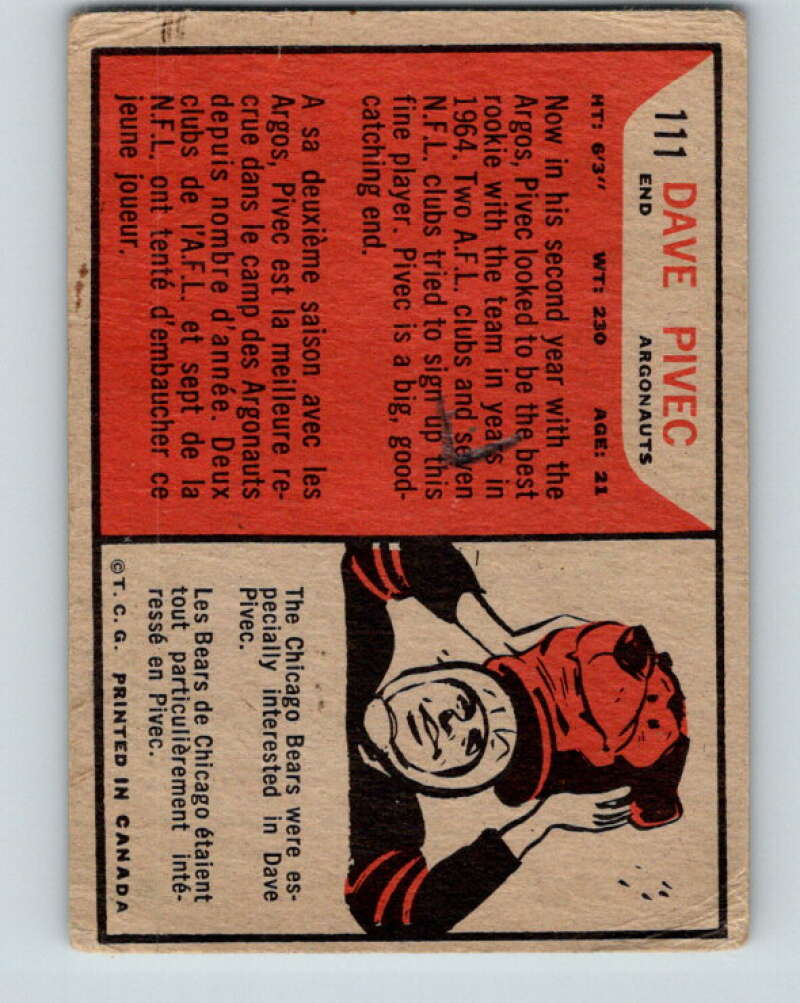 111 DAVE PIVEC
END ARGONAUTS
HT: 6'3" WT: 230 AGE: 21
Now in his second year with the
Argos, Pivec looked to be the best
rookie with the team in years in
1964. Two A.F.L. clubs and seven
N.F.L. clubs tried to sign up this
fine player. Pivec is a big, good-
catching end.
A sa deuxième saison avec les
Argos, Pivec est la meilleure re-
crue dans le camp des Argonauts
depuis nombre d'année. Deux
clubs de l'A.F.L. et sept de la
N.F.L. ont tenté d'embaucher ce
jeune joueur.
The Chicago Bears were es-
pecially interested in Dave
Pivec.
Les Bears de Chicago étaient
tout particulièrement inté-
ressé en Pivec.
©T.C.G. PRINTED IN CANADA